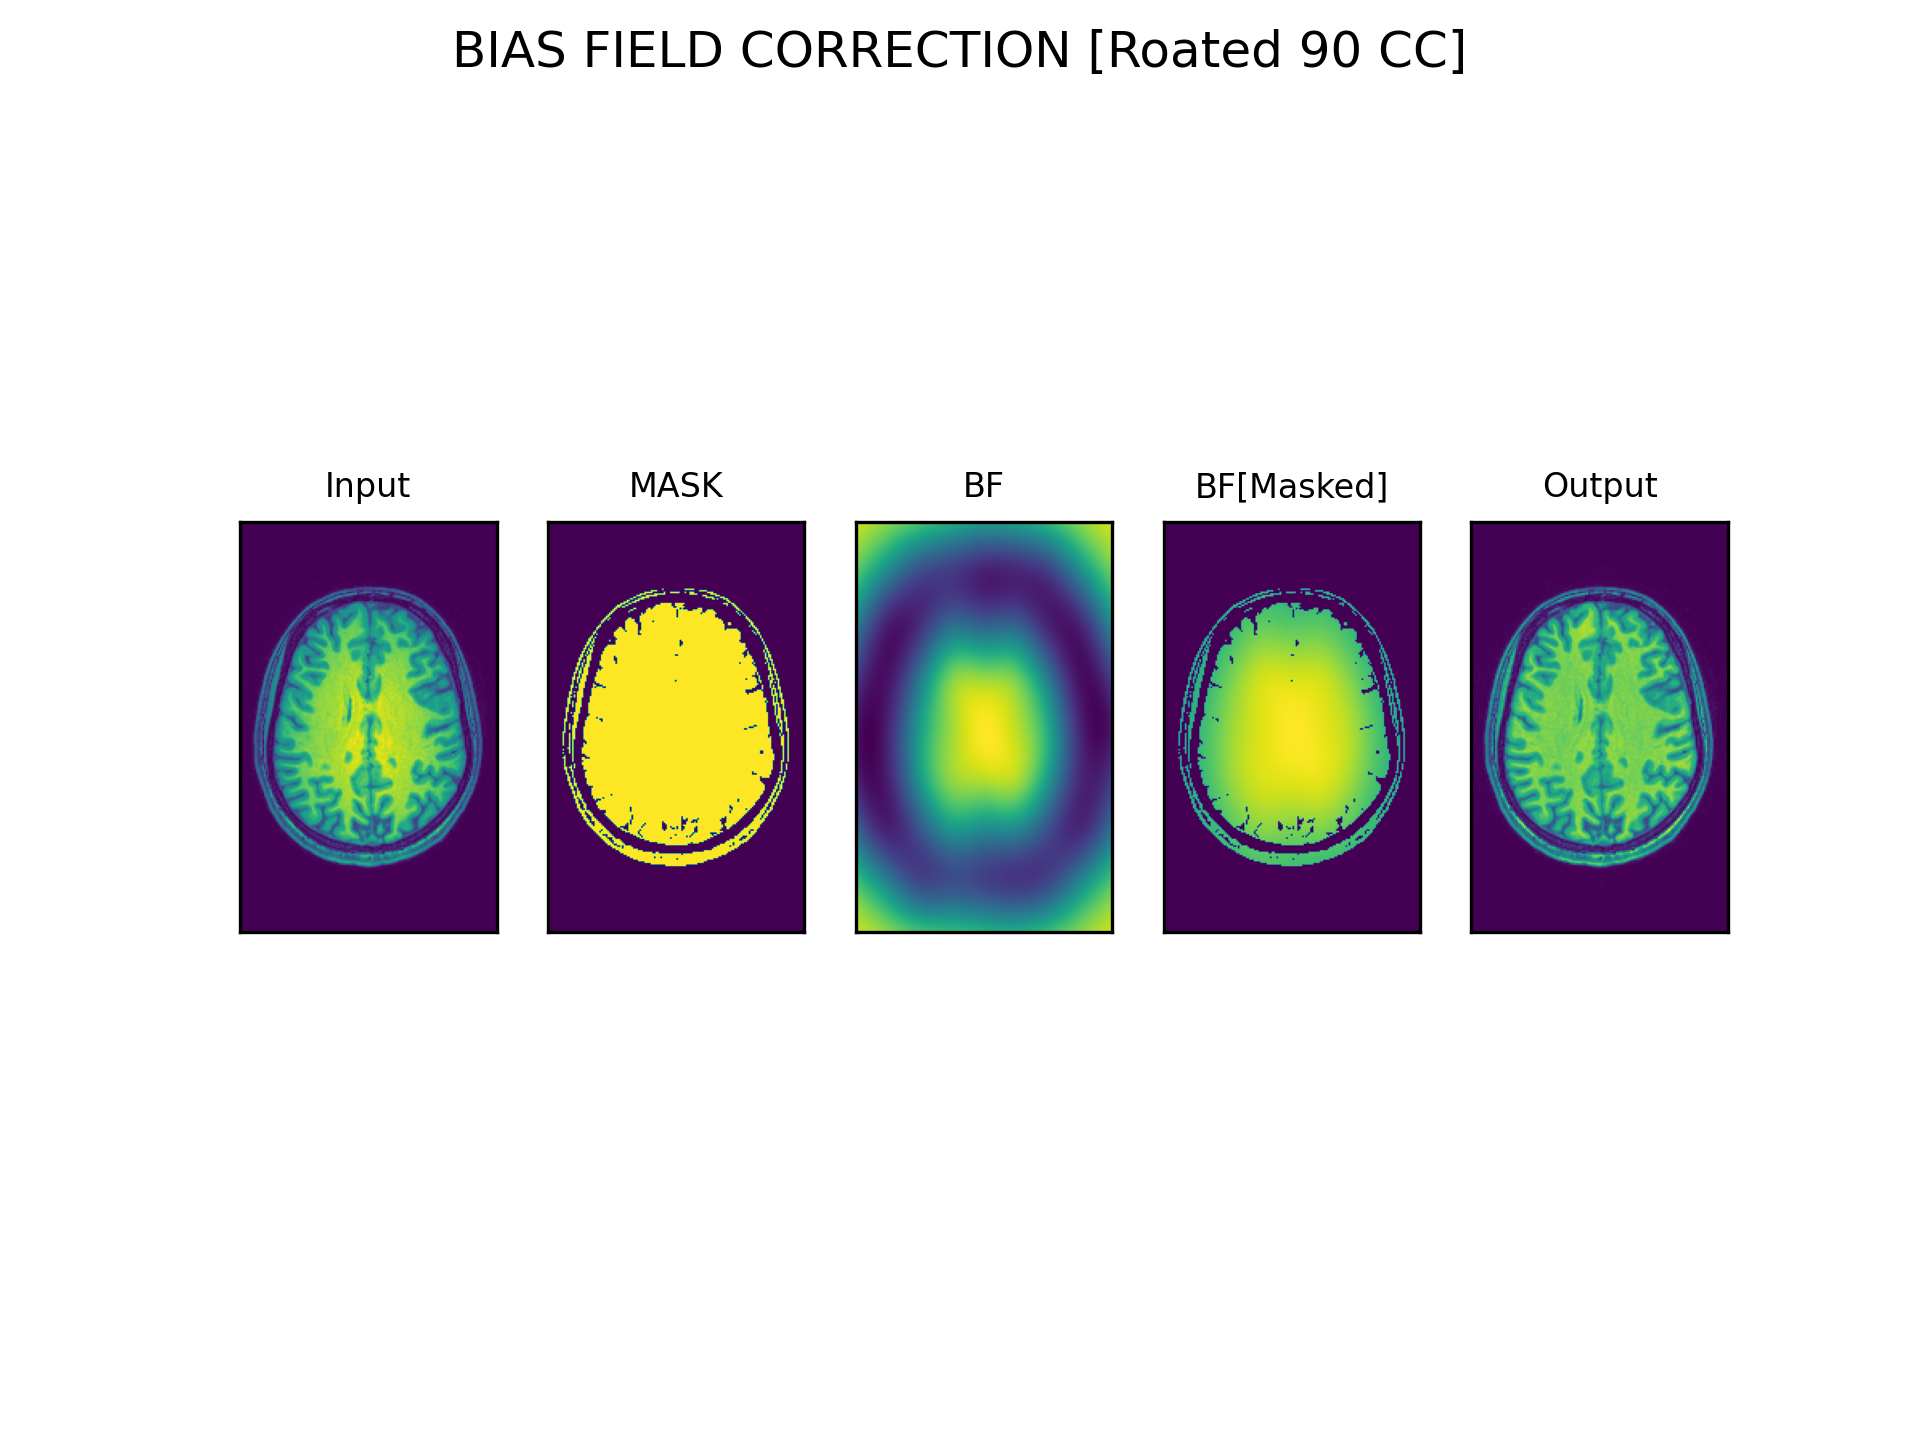 BIAS FIELD CORRECTION [Roated 90 CC]
Input
MASK
BF
BF[Masked]
Output